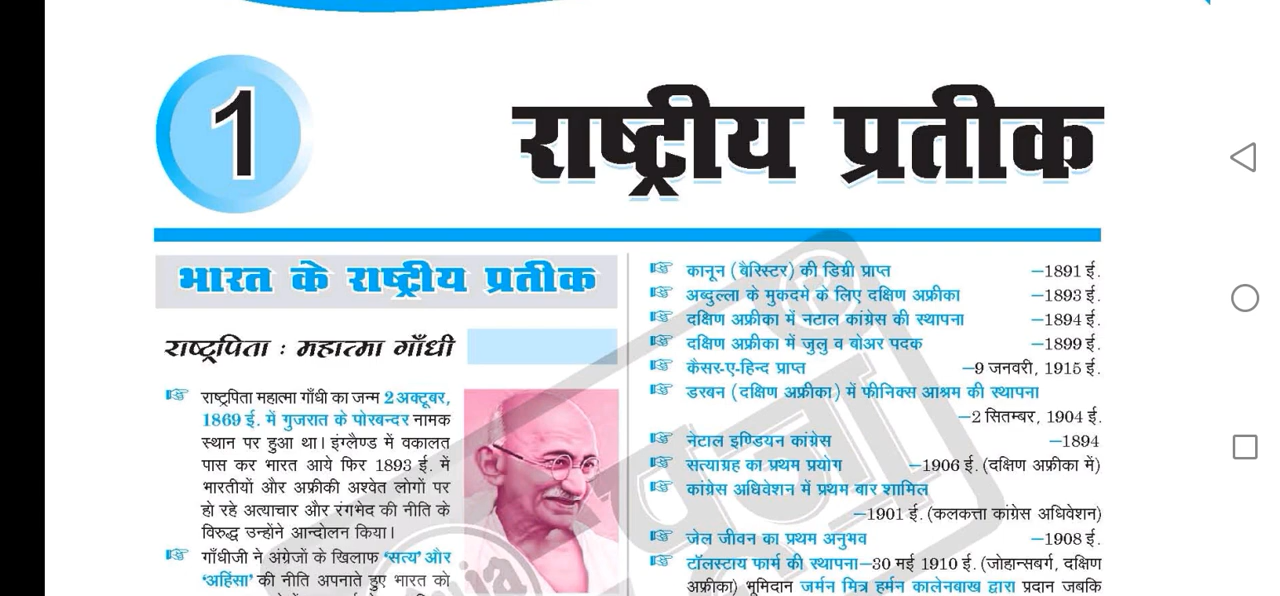 1
राष्ट्रीय प्रतीक
भारत के राष्ट्रीय प्रतीक
राष्ट्रपिता : महात्मा गाँधी
राष्ट्रपिता महात्मा गाँधी का जन्म 2 अक्टूबर,
1869 ई. में गुजरात के पोरबन्दर नामक
स्थान पर हुआ था। इंग्लैण्ड में वकालत
पास कर भारत आये फिर 1893 ई. में
भारतीयों और अफ्रीकी अश्वेत लोगों पर
हो रहे अत्याचार और रंगभेद की नीति के
विरुद्ध उन्होंने आन्दोलन किया।
गाँधीजी ने अंग्रेजों के खिलाफ ‘सत्य’ और
‘अहिंसा’ की नीति अपनाते हुए भारत को
कानून (बैरिस्टर) की डिग्री प्राप्त –1891 ई.
अब्दुल्ला के मुकदमे के लिए दक्षिण अफ्रीका –1893 ई.
दक्षिण अफ्रीका में नटाल कांग्रेस की स्थापना –1894 ई.
दक्षिण अफ्रीका में जुलु व बोअर पदक –1899 ई.
कैसर-ए-हिन्द प्राप्त –9 जनवरी, 1915 ई.
डरबन (दक्षिण अफ्रीका) में फीनिक्स आश्रम की स्थापना
–2 सितम्बर, 1904 ई.
नेटाल इण्डियन कांग्रेस –1894
सत्याग्रह का प्रथम प्रयोग –1906 ई. (दक्षिण अफ्रीका में)
कांग्रेस अधिवेशन में प्रथम बार शामिल
–1901 ई. (कलकत्ता कांग्रेस अधिवेशन)
जेल जीवन का प्रथम अनुभव –1908 ई.
टॉलस्टाय फार्म की स्थापना–30 मई 1910 ई. (जोहान्सबर्ग, दक्षिण
अफ्रीका) भूमिदान जर्मन मित्र हर्मन कालेनबाख द्वारा प्रदान जबकि